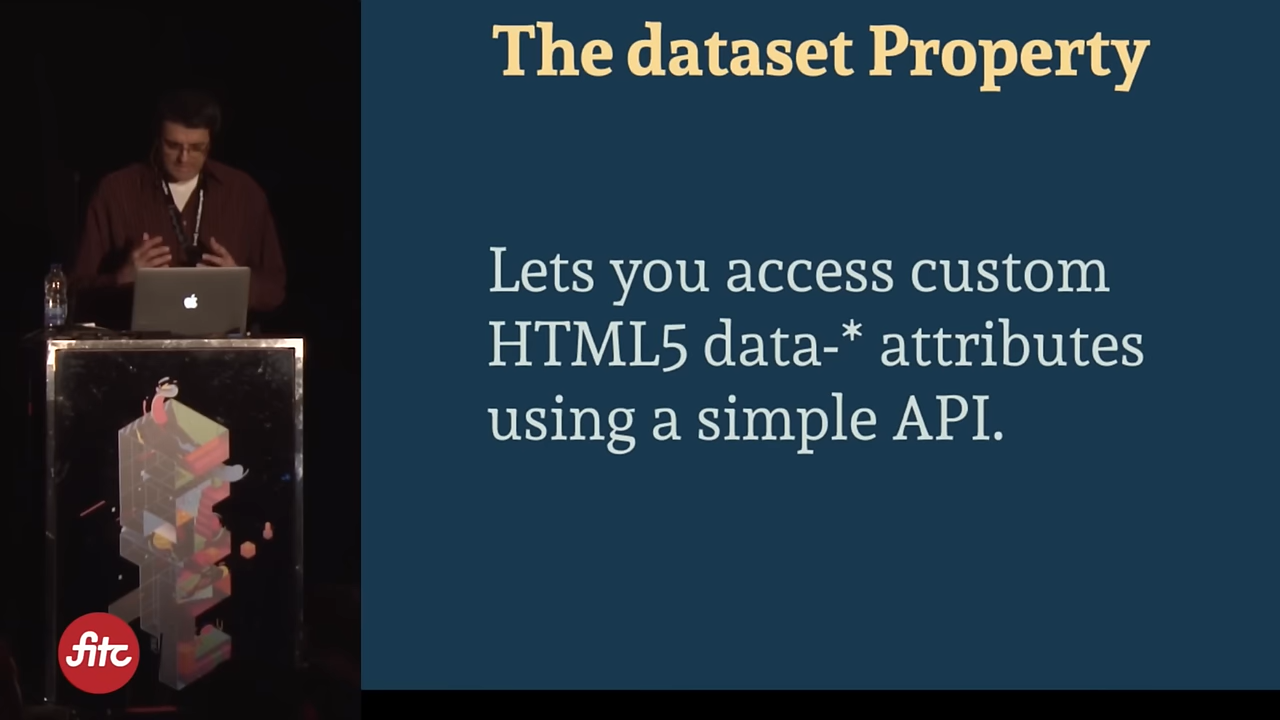 The dataset Property
Lets you access custom
HTML5 data-* attributes
using a simple API.
fitc